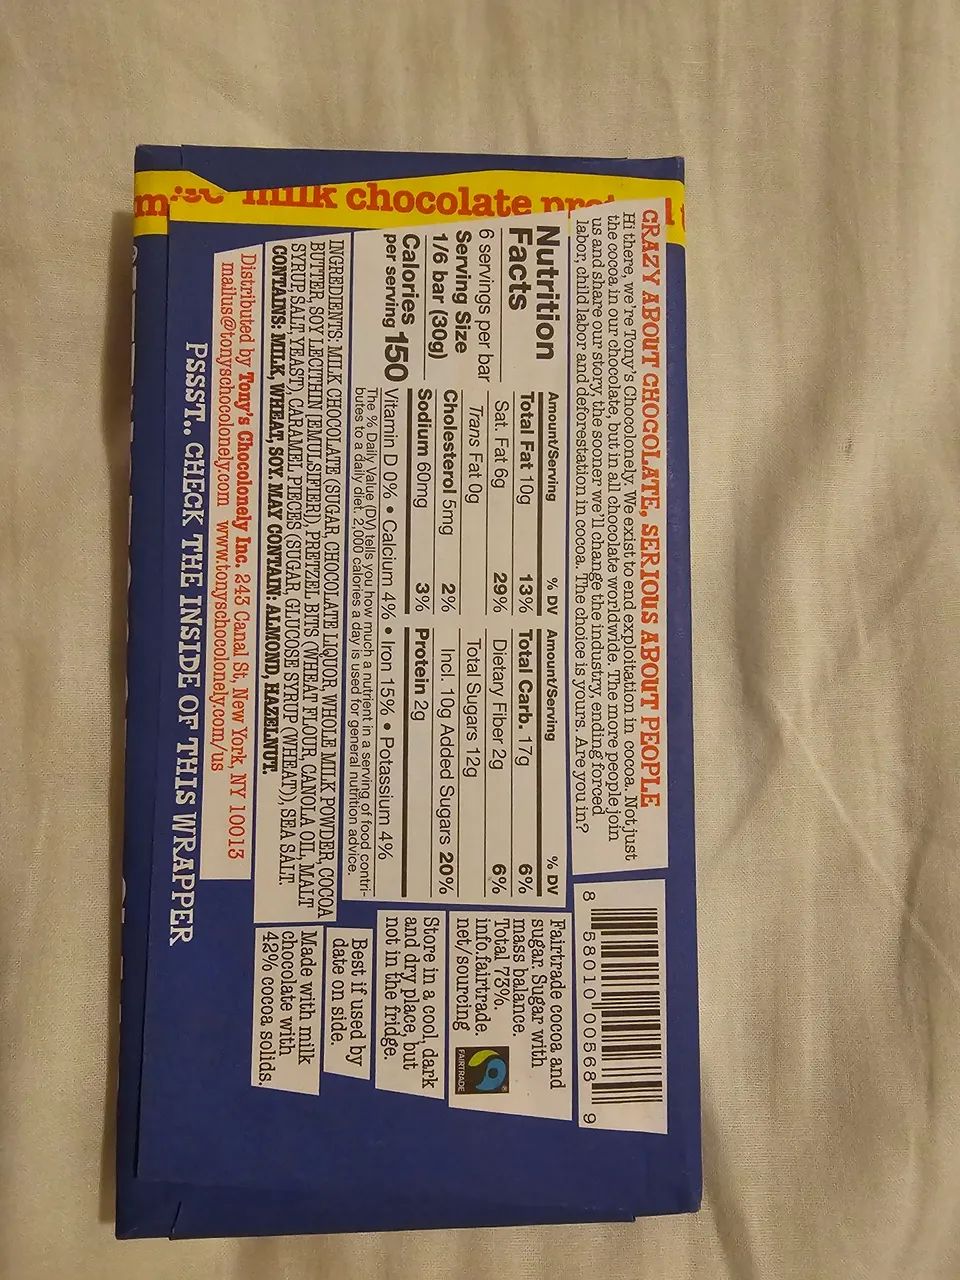 milk chocolate
CRAZY ABOUT CHOCOLATE, SERIOUS ABOUT PEOPLE
Hi there, we're Tony's Chocolonely. We exist to end exploitation in cocoa. Not just
the cocoa in our chocolate, but in all chocolate worldwide. The more people join
us and share our story, the sooner we'll change the industry, ending forced
labor, child labor and deforestation in cocoa. The choice is yours. Are you in?
Nutrition
Facts
6 servings per bar
Serving Size
1/6 bar (30g)
Calories 150
per serving
Amount/Serving % DV
Total Fat 10g 13%
Sat. Fat 6g 29%
Trans Fat 0g
Cholesterol 5mg 2%
Sodium 60mg 3%
Amount/Serving % DV
Total Carb. 17g 6%
Dietary Fiber 2g 6%
Total Sugars 12g
Incl. 10g Added Sugars 20%
Protein 2g
Vitamin D 0% • Calcium 4% • Iron 15% • Potassium 4%
The % Daily Value (DV) tells you how much a nutrient in a serving of food contri-
butes to a daily diet. 2,000 calories a day is used for general nutrition advice.
INGREDIENTS: MILK CHOCOLATE (SUGAR, CHOCOLATE LIQUOR, WHOLE MILK POWDER, COCOA
BUTTER, SOY LECITHIN [EMULSIFIER]), PRETZEL BITS (WHEAT FLOUR, CANOLA OIL, MALT
SYRUP, SALT, YEAST), CARAMEL PIECES (SUGAR, GLUCOSE SYRUP (WHEAT)), SEA SALT.
CONTAINS: MILK, WHEAT, SOY. MAY CONTAIN: ALMOND, HAZELNUT.
Distributed by Tony's Chocolonely Inc. 243 Canal St, New York, NY 10013
mailus@tonyschocolonely.com www.tonyschocolonely.com/us
PSSST.. CHECK THE INSIDE OF THIS WRAPPER
8 58010 00568 9
Fairtrade cocoa and
sugar. Sugar with
mass balance.
Total 73%.
info.fairtrade.
net/sourcing
FAIRTRADE
®
Store in a cool, dark
and dry place, but
not in the fridge.
Best if used by
date on side.
Made with milk
chocolate with
42% cocoa solids.